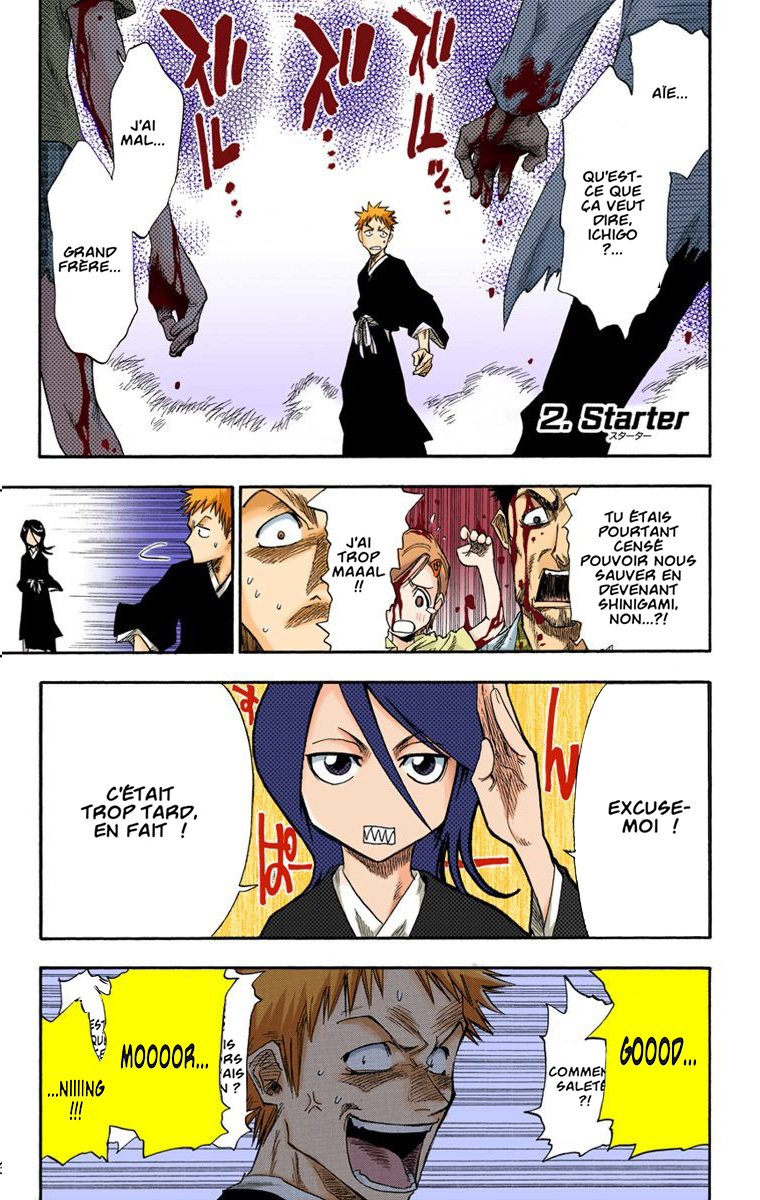 AÏE...
QU'EST-
CE QUE
ÇA VEUT
DIRE,
ICHIGO
?...
J'AI
MAL...
GRAND
FRÈRE...
2. Starter
スターター
TU ÉTAIS
POURTANT
CENSÉ
POUVOIR NOUS
SAUVER EN
DEVENANT
SHINIGAMI,
NON...?!
J'AI
TROP
MAAAL
!!
EXCUSE-
MOI !
C'ÉTAIT
TROP TARD,
EN FAIT !
GOOOD...
COMMEN
SALETÉ
?!
MOOOOR...
...NIIIING
!!!